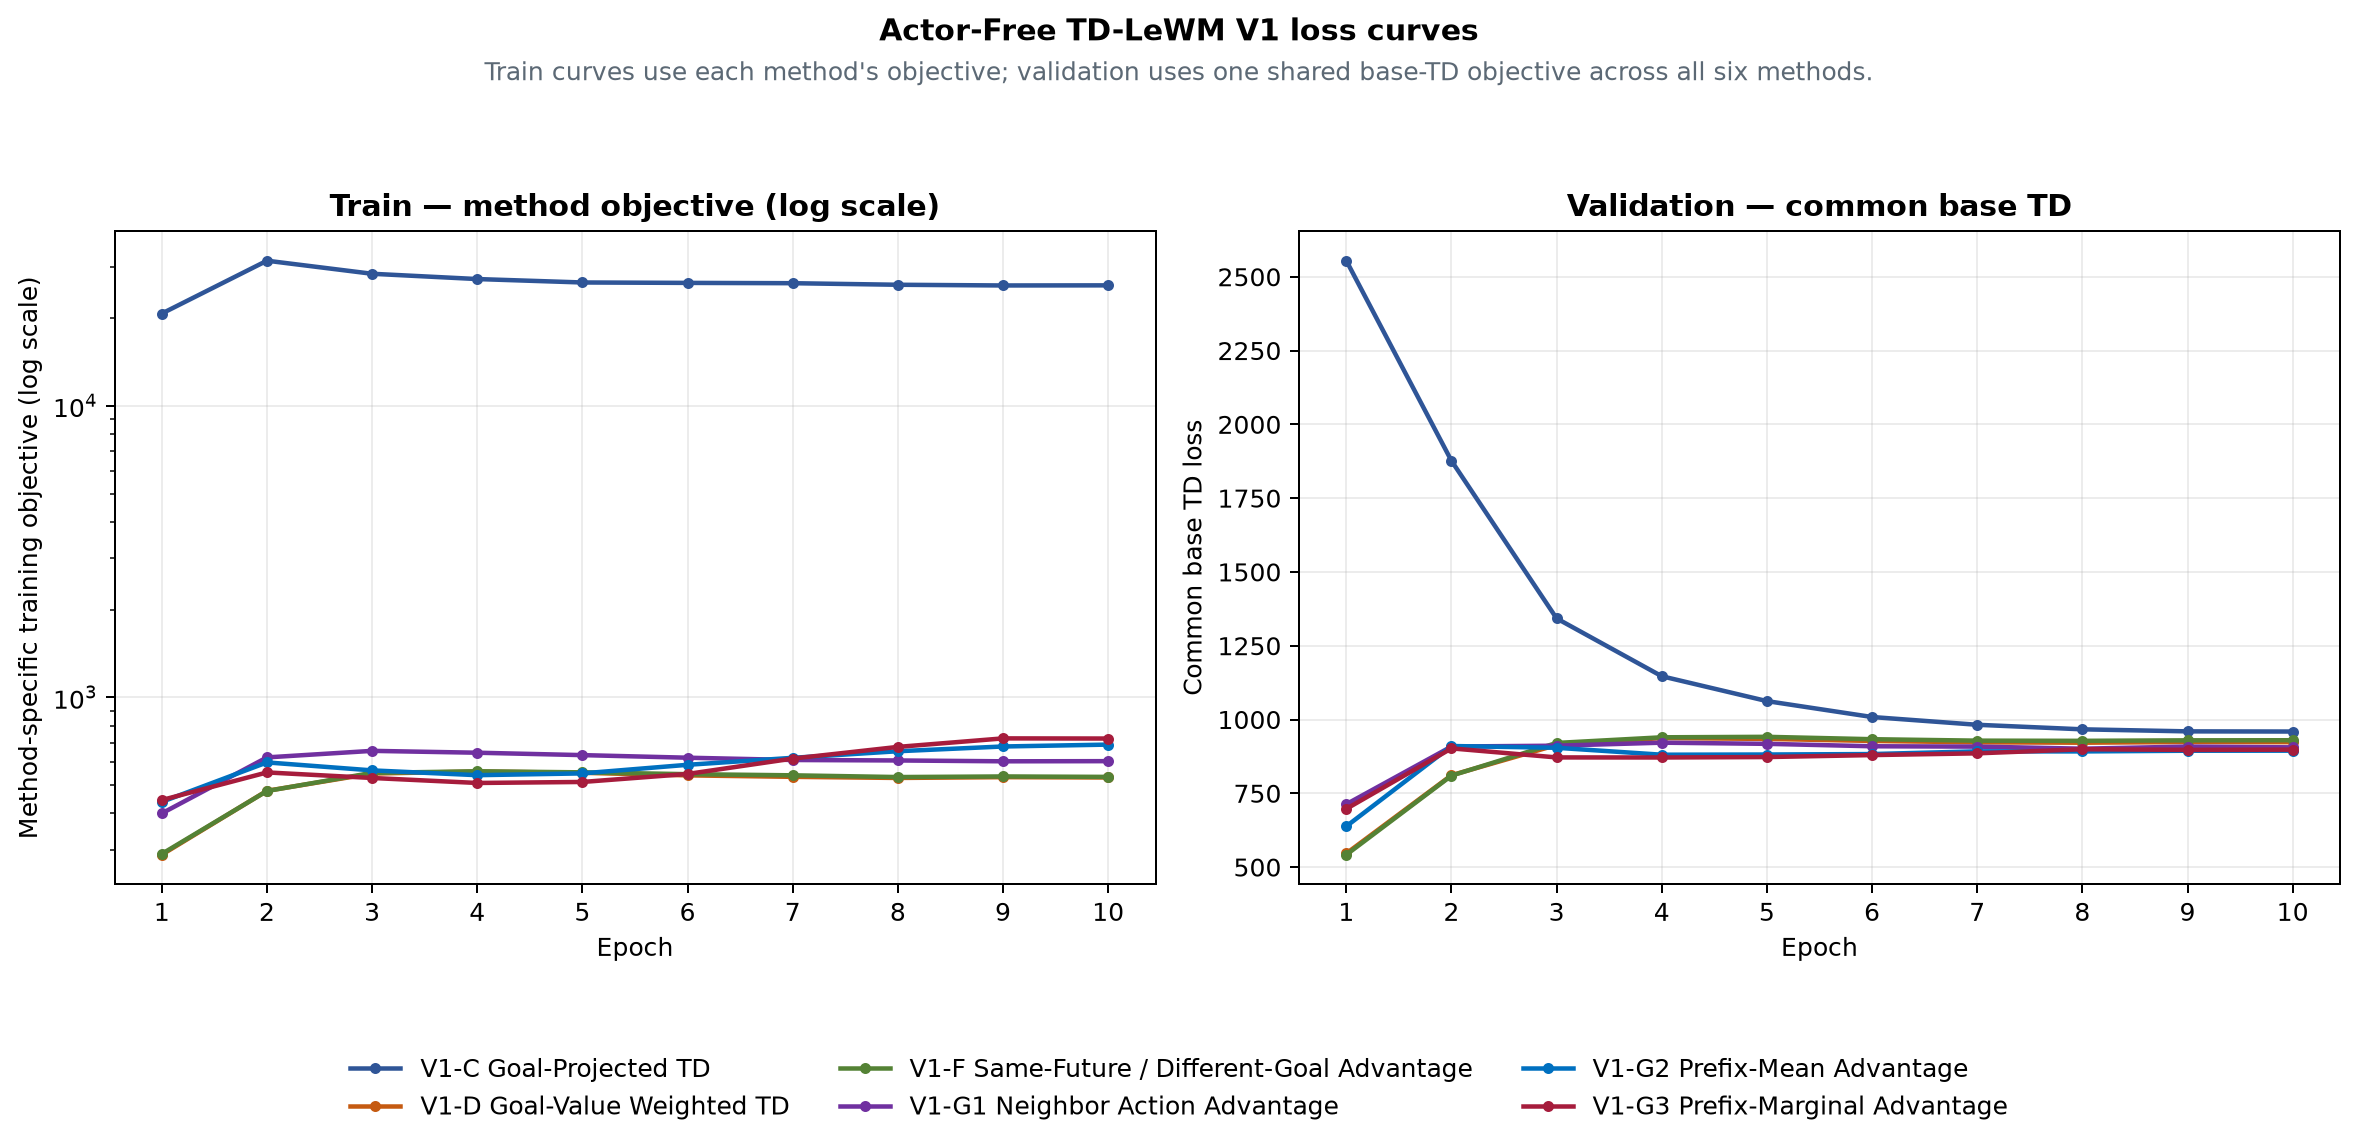 Actor-Free TD-LeWM V1 loss curves
Train curves use each method's objective; validation uses one shared base-TD objective across all six methods.
Train — method objective (log scale)
Method-specific training objective (log scale)
10⁴
10³
1 2 3 4 5 6 7 8 9 10
Epoch
Validation — common base TD
Common base TD loss
2500
2250
2000
1750
1500
1250
1000
750
500
1 2 3 4 5 6 7 8 9 10
Epoch
V1-C Goal-Projected TD
V1-D Goal-Value Weighted TD
V1-F Same-Future / Different-Goal Advantage
V1-G1 Neighbor Action Advantage
V1-G2 Prefix-Mean Advantage
V1-G3 Prefix-Marginal Advantage